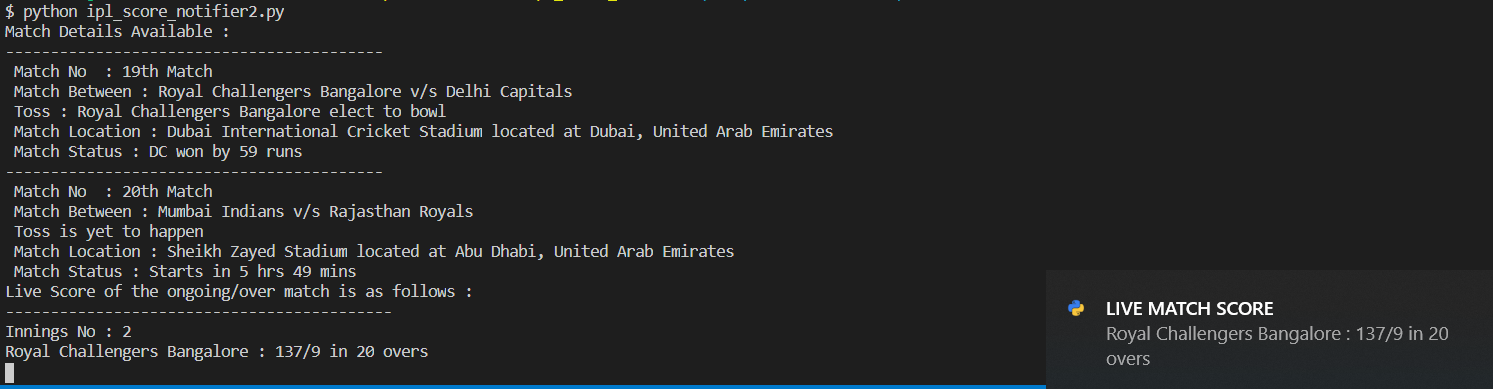 $ python ipl_score_notifier2.py
Match Details Available :
------------------------------------------
Match No  : 19th Match
Match Between : Royal Challengers Bangalore v/s Delhi Capitals
Toss : Royal Challengers Bangalore elect to bowl
Match Location : Dubai International Cricket Stadium located at Dubai, United Arab Emirates
Match Status : DC won by 59 runs
------------------------------------------
Match No  : 20th Match
Match Between : Mumbai Indians v/s Rajasthan Royals
Toss is yet to happen
Match Location : Sheikh Zayed Stadium located at Abu Dhabi, United Arab Emirates
Match Status : Starts in 5 hrs 49 mins
Live Score of the ongoing/over match is as follows :
-------------------------------------------
Innings No : 2
Royal Challengers Bangalore : 137/9 in 20 overs
LIVE MATCH SCORE
Royal Challengers Bangalore : 137/9 in 20
overs